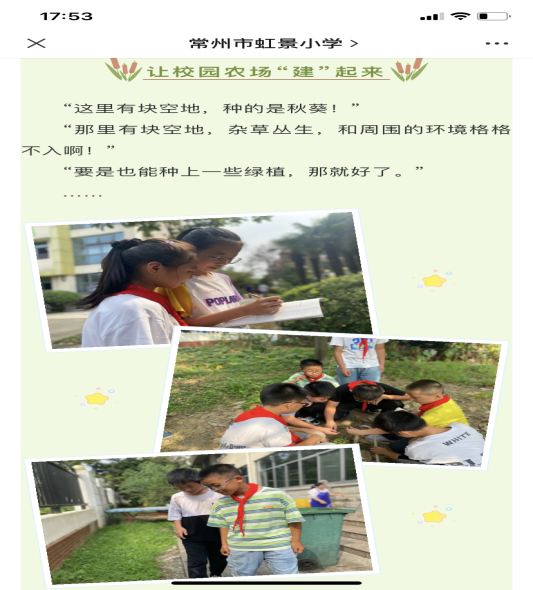 17:53
常州市虹景小学 >
让校园农场“建”起来
“这里有块空地，种的是秋葵！”
“那里有块空地，杂草丛生，和周围的环境格格
不入啊！”
“要是也能种上一些绿植，那就好了。”
……
POPULAR
WHITE